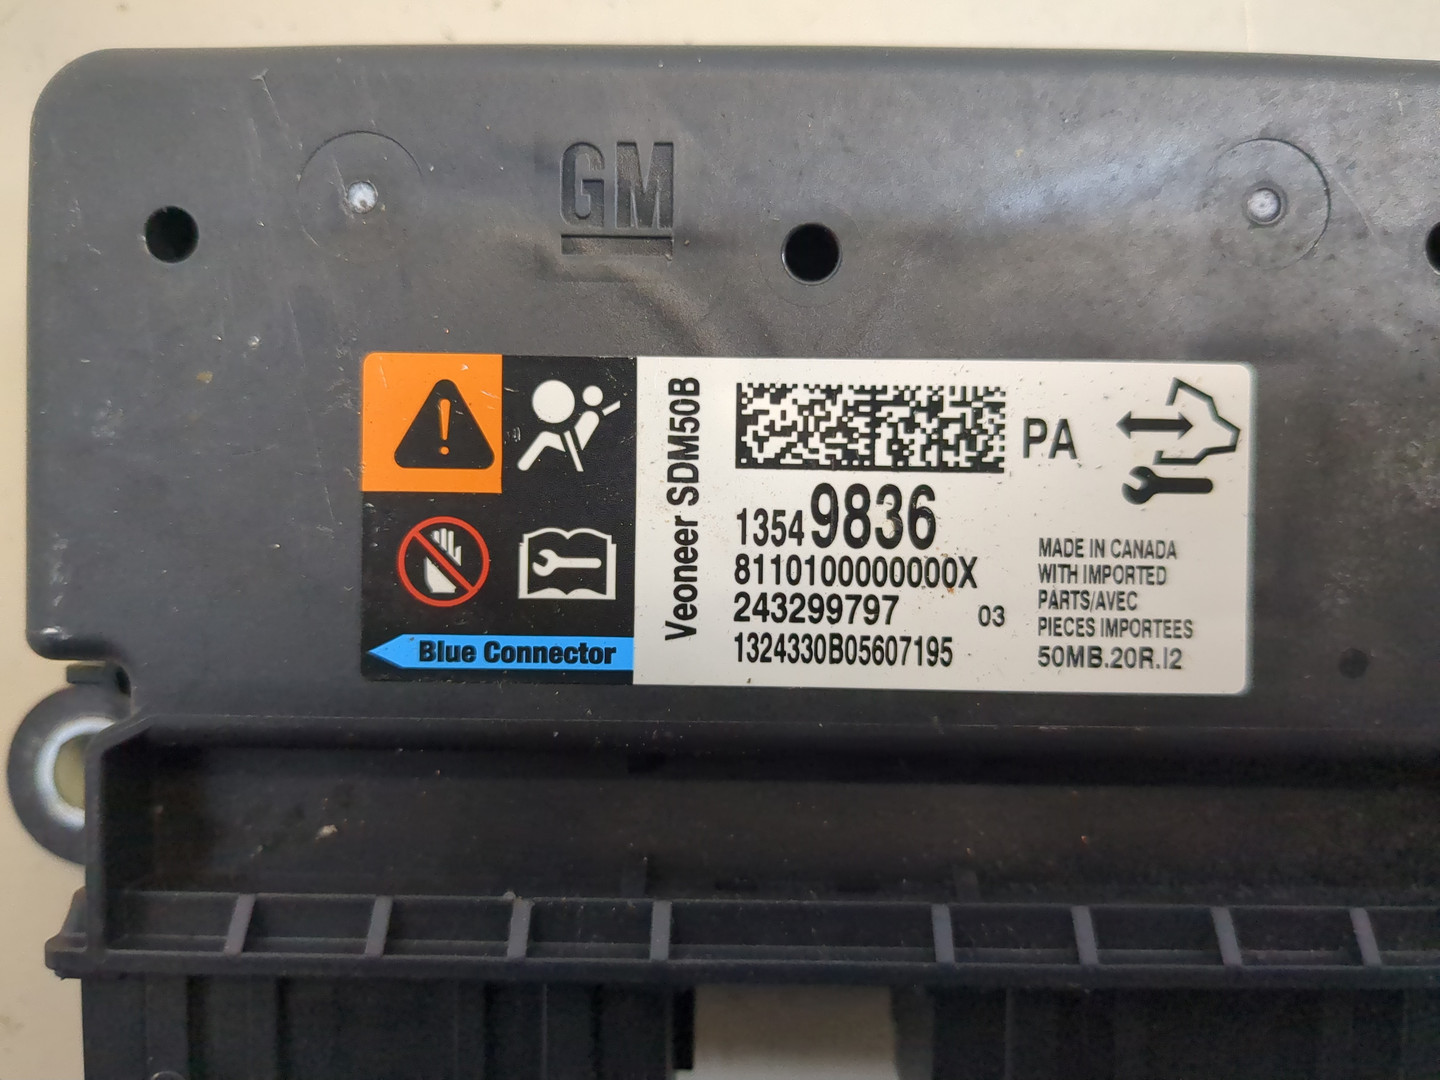 GM
Blue Connector
Veoneer SDM50B
PA
13549836
8110100000000X
243299797 03
1324330B05607195
MADE IN CANADA
WITH IMPORTED
PARTS/AVEC
PIECES IMPORTEES
50MB.20R.I2